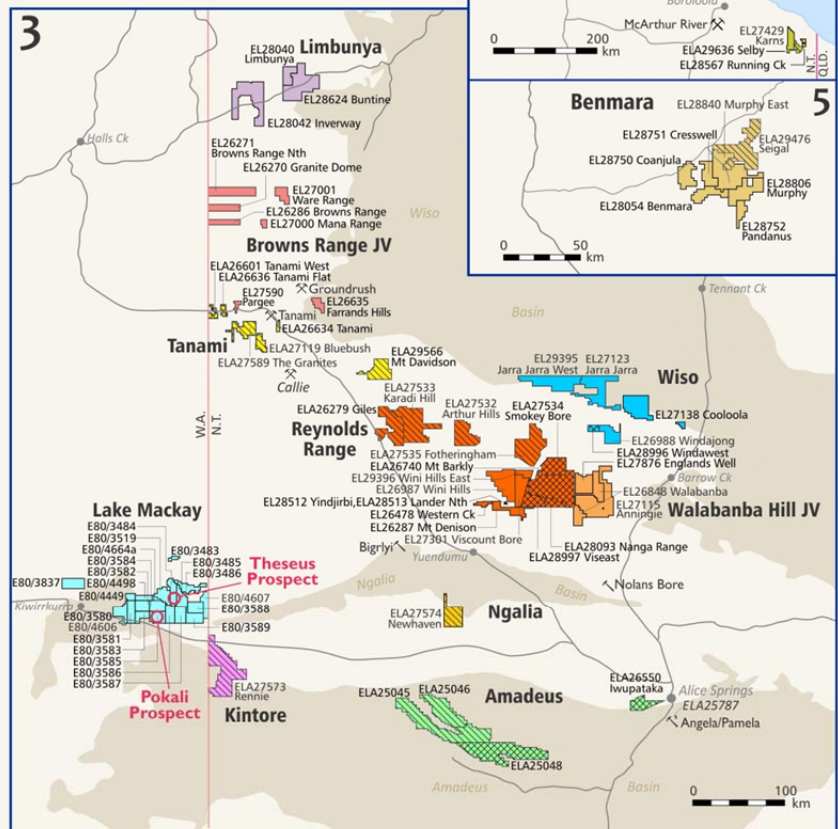 3
EL28040
Limbunya
Limbunya
EL28624 Buntine
EL28042 Inverway
Halls Ck
EL26271
Browns Range Nth
EL26270 Granite Dome
EL27001
Ware Range
EL26286 Browns Range
EL27000 Mana Range
Wiso
Browns Range JV
ELA26601 Tanami West
ELA26636 Tanami Flat
EL27590
Pargee
Groundrush
Tanami
EL26635
Farrands Hills
ELA26634 Tanami
Tanami
ELA27119 Bluebush
ELA27589 The Granites
Callie
ELA29566
Mt Davidson
Basin
Borroloola
McArthur River
0 200
km
EL27429
Karns
ELA29636 Selby
EL28567 Running Ck
N.T.
QLD.
5
Benmara
EL28840 Murphy East
EL28751 Cresswell
ELA29476
Seigal
EL28750 Coanjula
EL28806
Murphy
EL28054 Benmara
EL28752
Pandanus
0 50
km
Tennant Ck
EL29395
Jarra Jarra West
EL27123
Jarra Jarra
Wiso
W.A.
N.T.
ELA27533
Karadi Hill
ELA26279 Giles
ELA27532
Arthur Hills
ELA27534
Smokey Bore
EL27138 Cooloola
Reynolds
Range
EL26988 Windajong
ELA28996 Windawest
EL27876 Englands Well
ELA27535 Fotheringham
ELA26740 Mt Barkly
EL29396 Wini Hills East
EL26987 Wini Hills
Barrow Ck
EL26848 Walabanba
EL28512 Yindjirbi,ELA28513 Lander Nth
EL27115
Anningie
Walabanba Hill JV
EL26478 Western Ck
EL26287 Mt Denison
EL27301 Viscount Bore
ELA28093 Nanga Range
ELA28997 Viseast
Bigrlyi
Yuendumu
Lake Mackay
E80/3484
E80/3519
E80/4664a
E80/3584
E80/3582
E80/4498
E80/3837
E80/4449
E80/3483
E80/3485
E80/3486
Theseus
Prospect
E80/4607
E80/3588
E80/3589
Kiwirrkurra
E80/3580
E80/4606
E80/3581
E80/3583
E80/3585
E80/3586
E80/3587
Pokali
Prospect
Ngalia
Basin
Nolans Bore
ELA27574
Newhaven
Ngalia
ELA27573
Rennie
Kintore
ELA25045
ELA25046
Amadeus
ELA25048
ELA26550
Iwupataka
Alice Springs
ELA25787
Angela/Pamela
Amadeus
Basin
0 100
km